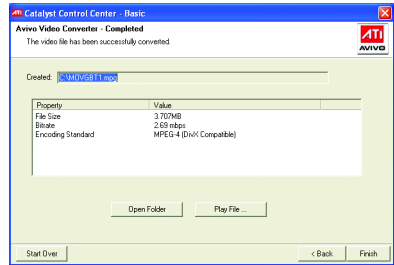 ATI Catalyst Control Center - Basic
Avivo Video Converter - Completed
The video file has been successfully converted.
ATI
AVIVO
Created: C:\MOVGBT1.mpg
Property Value
File Size 3.707MB
Bitrate 2.69 mbps
Encoding Standard MPEG-4 (DivX Compatible)
Open Folder Play File ...
Start Over < Back Finish